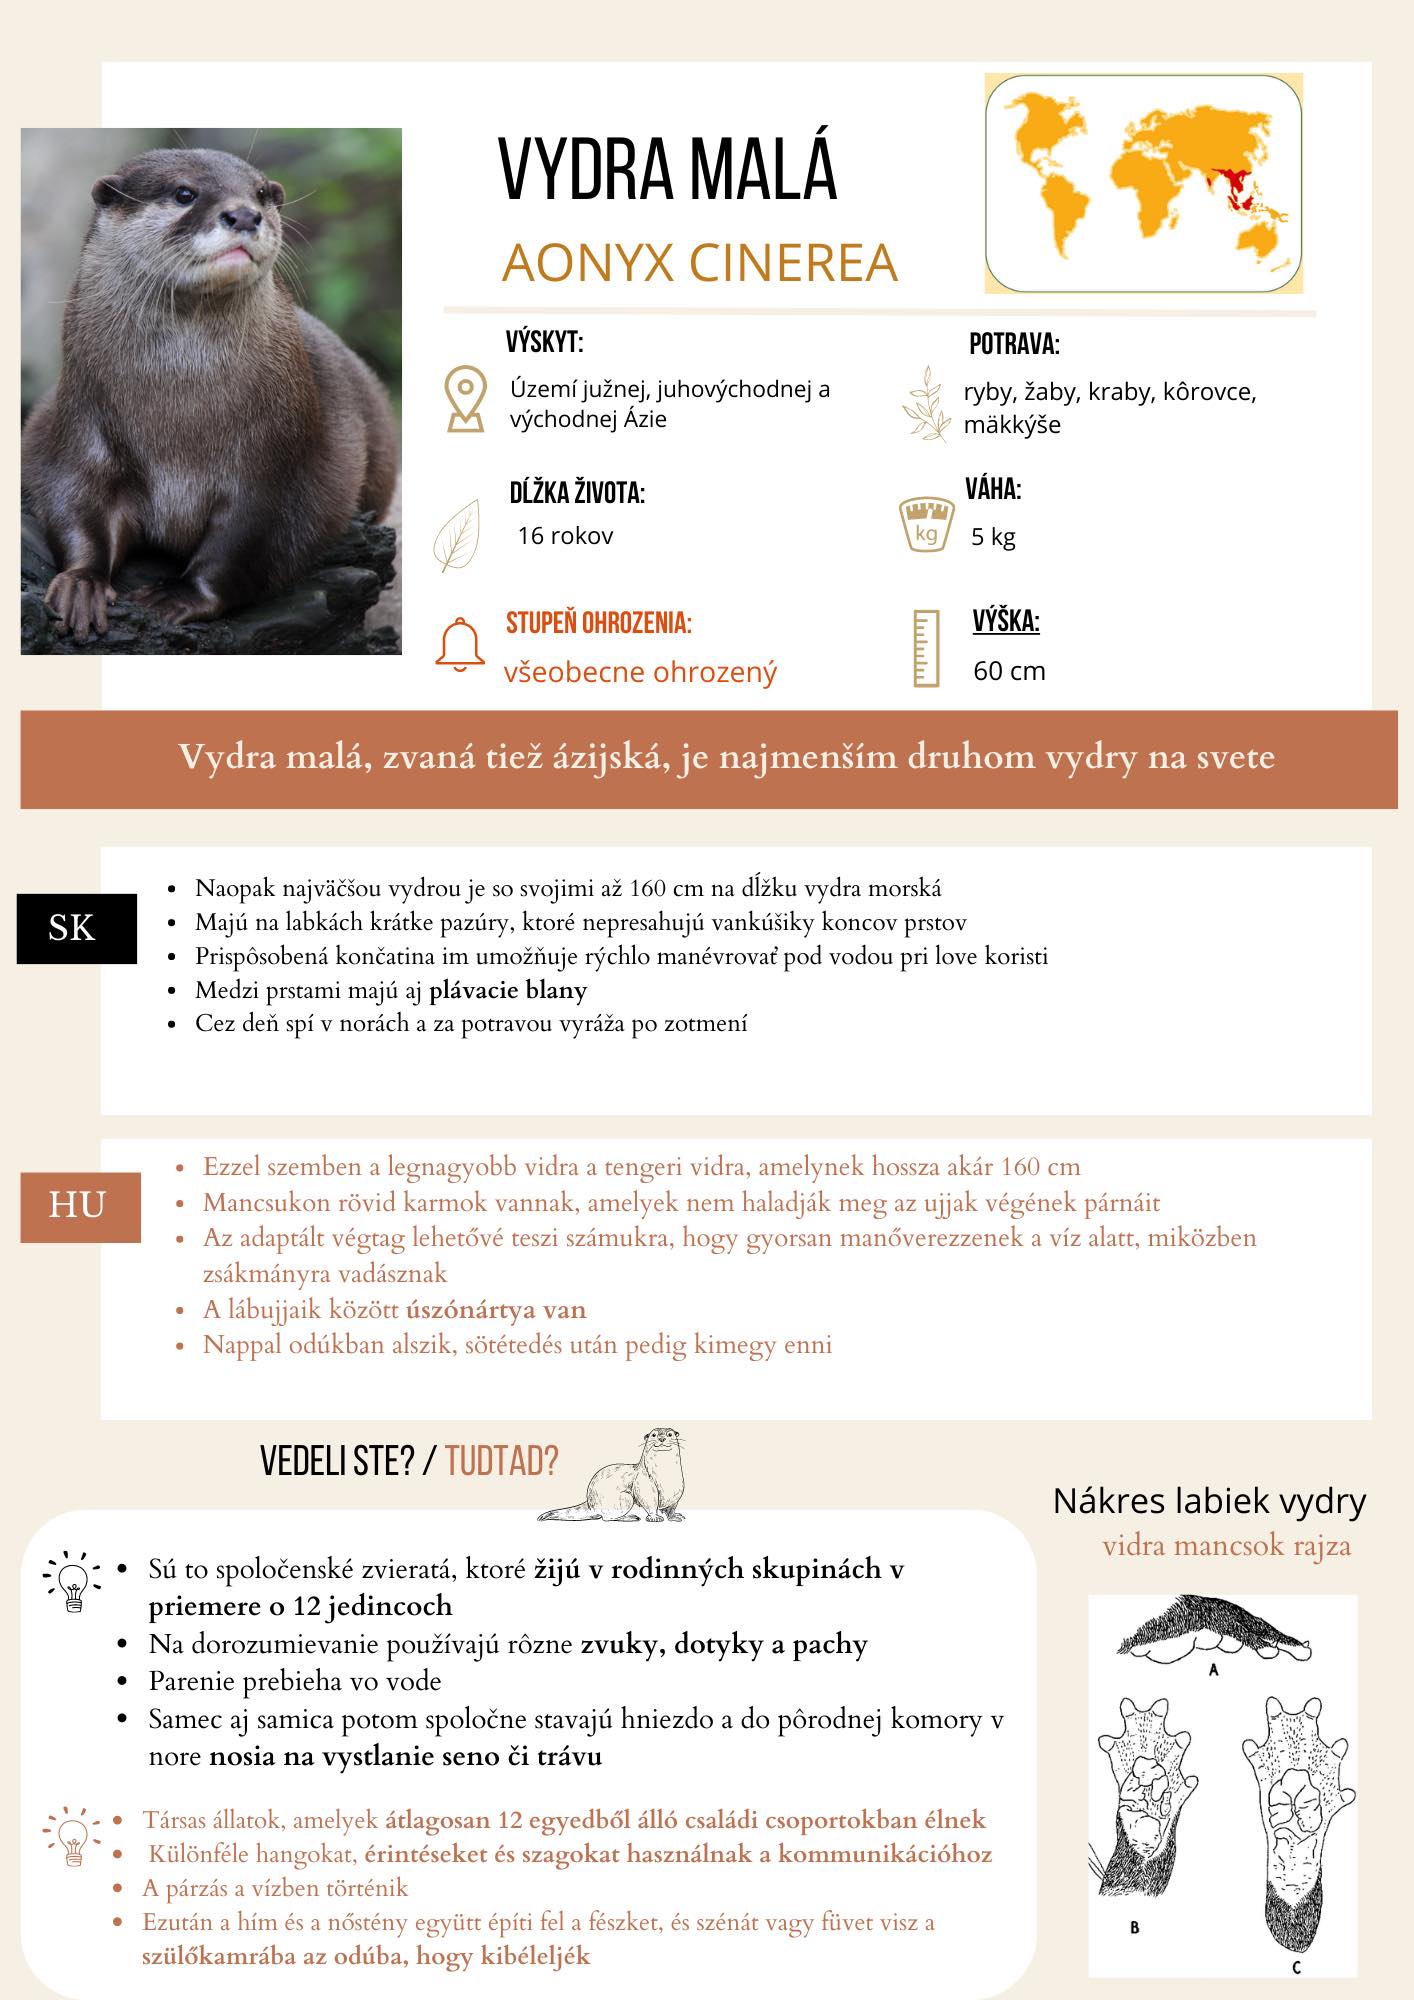 VYDRA MALÁ
AONYX CINEREA
VÝSKYT:
Území južnej, juhovýchodnej a
východnej Ázie
POTRAVA:
ryby, žaby, kraby, kôrovce,
mäkkýše
DĹŽKA ŽIVOTA:
16 rokov
VÁHA:
kg
5 kg
STUPEŇ OHROZENIA:
všeobecne ohrozený
VÝŠKA:
60 cm
Vydra malá, zvaná tiež ázijská, je najmenším druhom vydry na svete
SK
• Naopak najväčšou vydrou je so svojimi až 160 cm na dĺžku vydra morská
• Majú na labkách krátke pazúry, ktoré nepresahujú vankúšiky koncov prstov
• Prispôsobená končatina im umožňuje rýchlo manévrovať pod vodou pri love koristi
• Medzi prstami majú aj plávacie blany
• Cez deň spí v norách a za potravou vyráža po zotmení
HU
• Ezzel szemben a legnagyobb vidra a tengeri vidra, amelynek hossza akár 160 cm
• Mancsukon rövid karmok vannak, amelyek nem haladják meg az ujjak végének párnáit
• Az adaptált végtag lehetővé teszi számukra, hogy gyorsan manőverezzenek a víz alatt, miközben
zsákmányra vadásznak
• A lábujjaik között úszónártya van
• Nappal odúkban alszik, sötétedés után pedig kimegy enni
VEDELI STE? / TUDTAD?
• Sú to spoločenské zvieratá, ktoré žijú v rodinných skupinách v
priemere o 12 jedincoch
• Na dorozumievanie používajú rôzne zvuky, dotyky a pachy
• Parenie prebieha vo vode
• Samec aj samica potom spoločne stavajú hniezdo a do pôrodnej komory v
nore nosia na vystlanie seno či trávu
• Társas állatok, amelyek átlagosan 12 egyedből álló családi csoportokban élnek
• Különféle hangokat, érintéseket és szagokat használnak a kommunikációhoz
• A párzás a vízben történik
• Ezután a hím és a nőstény együtt építi fel a fészket, és szénát vagy füvet visz a
szülőkamrába az odúba, hogy kibéleljék
Nákres labiek vydry
vidra mancsok rajza
A
B
C